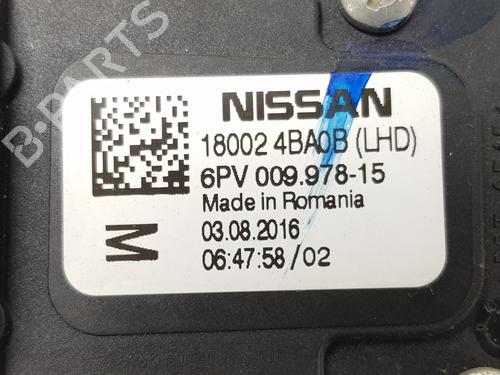 B-PARTS
NISSAN
18002 4BA0B (LHD)
6PV 009.978-15
Made in Romania
03.08.2016
06:47:58/02
M